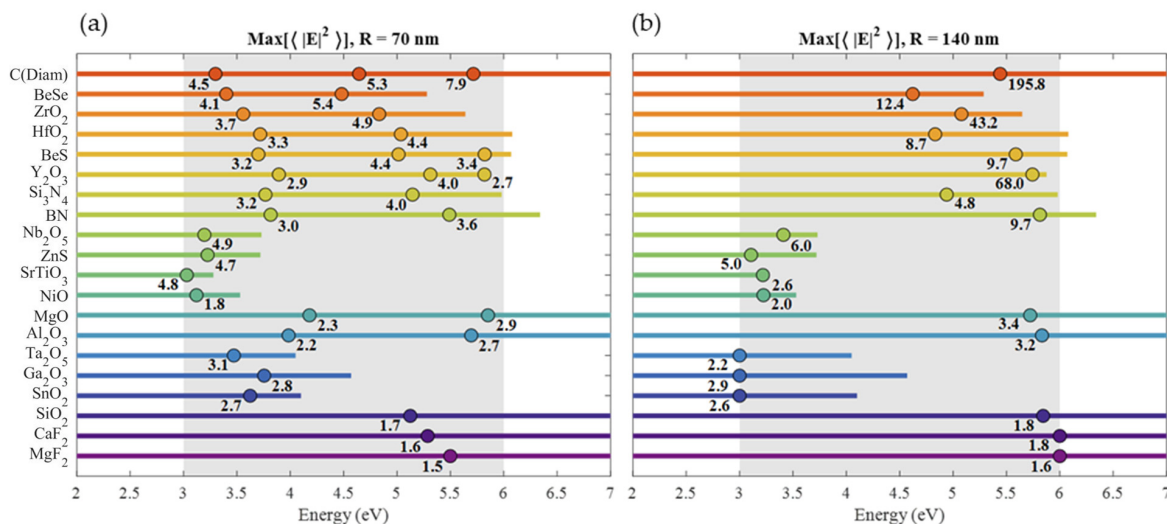 (a)
Max[⟨ |E|² ⟩], R = 70 nm
C(Diam)
4.5 5.3 7.9
BeSe
4.1 5.4
ZrO₂
3.7 4.9
HfO₂
3.3 4.4
BeS
3.2 4.4 3.4
Y₂O₃
2.9 4.0 2.7
Si₃N₄
3.2 4.0
BN
3.0 3.6
Nb₂O₅
4.9
ZnS
4.7
SrTiO₃
4.8
NiO
1.8
MgO
2.3 2.9
Al₂O₃
2.2 2.7
Ta₂O₅
3.1
Ga₂O₃
2.8
SnO₂
2.7
SiO₂
1.7
CaF₂
1.6
MgF₂
1.5
2 2.5 3 3.5 4 4.5 5 5.5 6 6.5 7
Energy (eV)
(b)
Max[⟨ |E|² ⟩], R = 140 nm
195.8
12.4
43.2
8.7
9.7
68.0
4.8
9.7
6.0
5.0
2.6
2.0
3.4
3.2
2.2
2.9
2.6
1.8
1.8
1.6
2 2.5 3 3.5 4 4.5 5 5.5 6 6.5 7
Energy (eV)